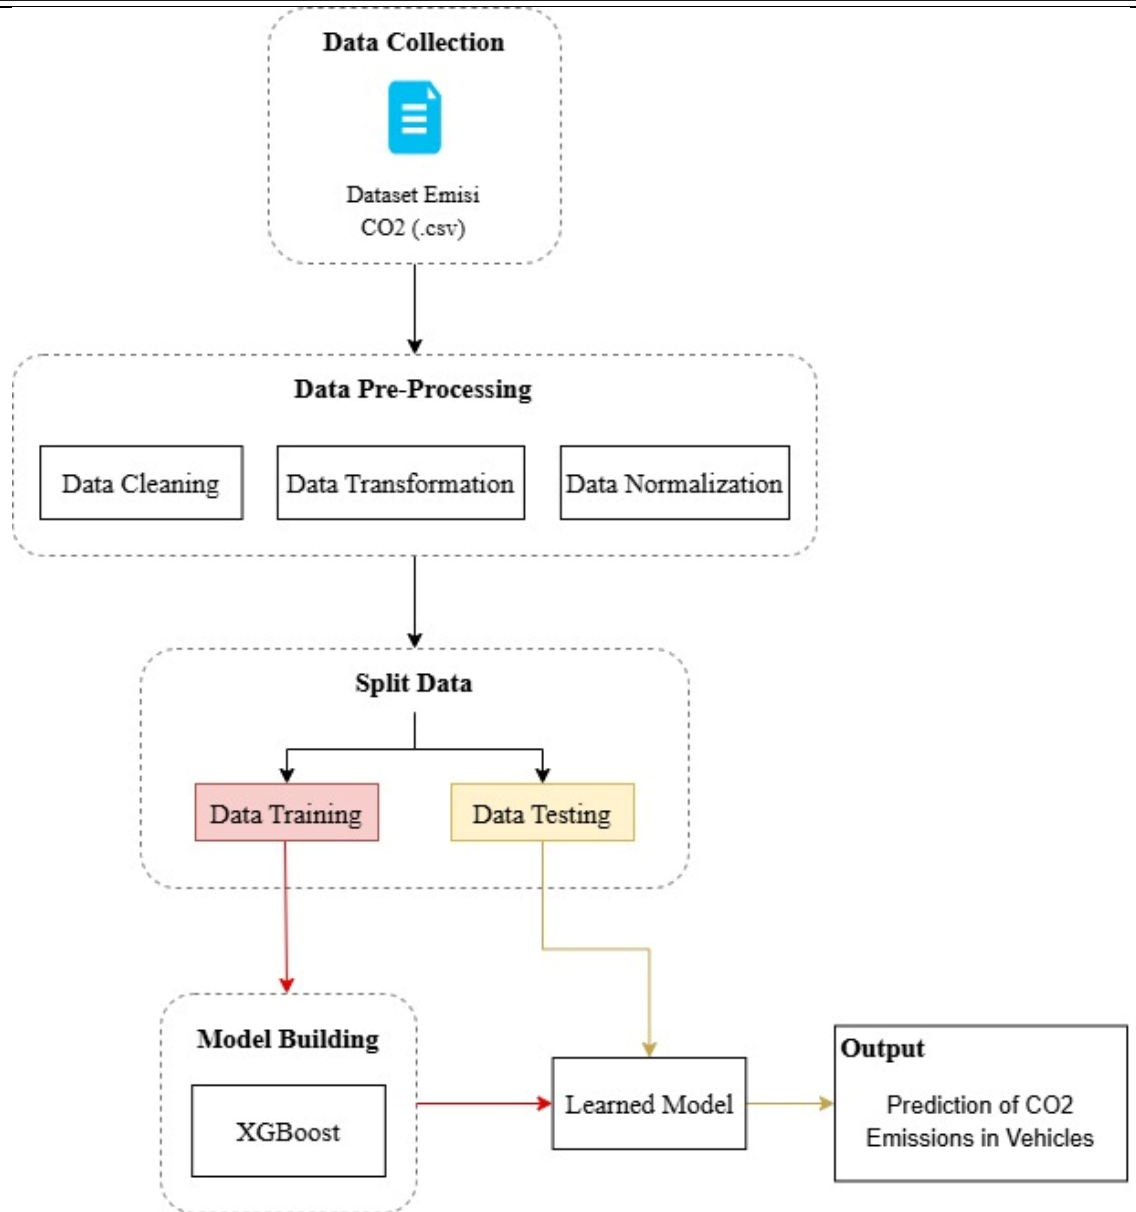 Data Collection
Dataset Emisi
CO2 (.csv)
Data Pre-Processing
Data Cleaning
Data Transformation
Data Normalization
Split Data
Data Training
Data Testing
Model Building
XGBoost
Learned Model
Output
Prediction of CO2
Emissions in Vehicles